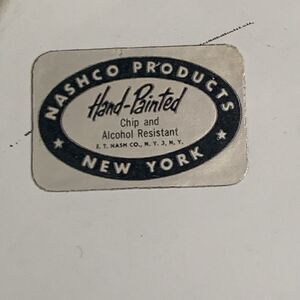 NASHCO PRODUCTS
Hand-Painted
Chip and
Alcohol Resistant
E. T. NASH CO., N. Y. 3, N. Y.
★ NEW YORK ★